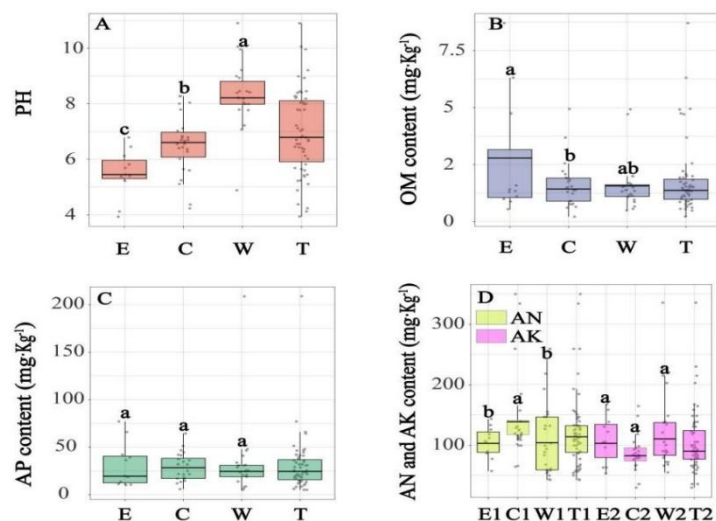 A
PH
10
8
6
4
c
b
a
E C W T
B
OM content (mg·Kg⁻¹)
7.5
5
2
0
a
b
ab
E C W T
C
AP content (mg·Kg⁻¹)
200
150
100
50
0
a a a
E C W T
D
AN and AK content (mg·Kg⁻¹)
300
200
100
AN
AK
b
a
b
a
a
a
E1 C1 W1 T1 E2 C2 W2 T2